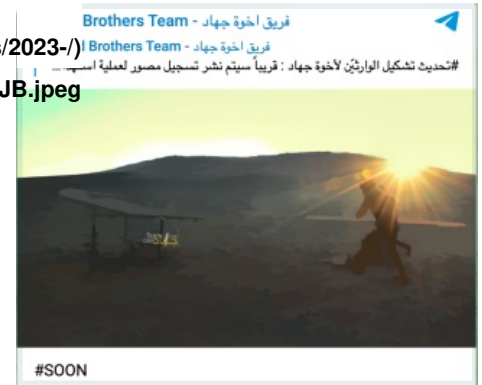 Brothers Team - فريق اخوة جهاد
s/2023-/)
l Brothers Team - فريق اخوة جهاد
#تحديث تشكيل الوارثين لأخوة جهاد : قريباً سيتم نشر تسجيل مصور لعملية
JB.jpeg
#SOON